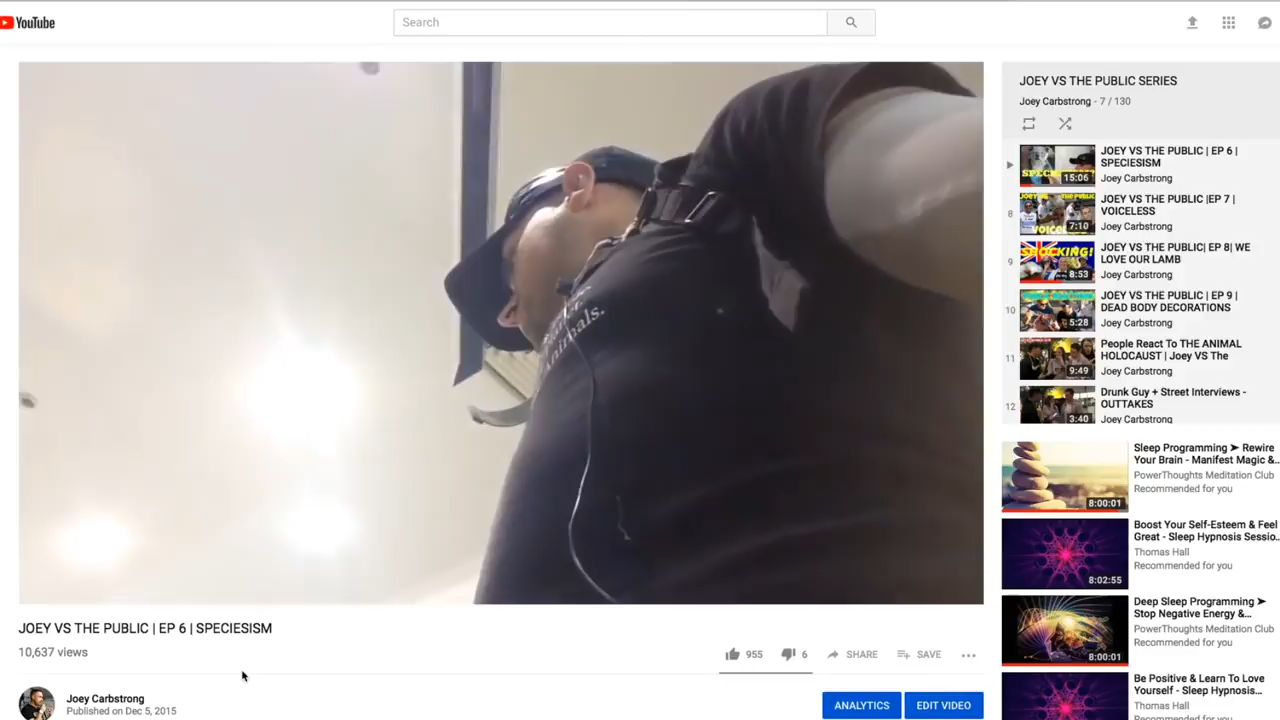 YouTube
Search
JOEY VS THE PUBLIC SERIES
Joey Carbstrong - 7 / 130
JOEY VS THE PUBLIC | EP 6 |
SPECIESISM
Joey Carbstrong
15:06
8
JOEY VS THE PUBLIC |EP 7 |
VOICELESS
Joey Carbstrong
7:10
9
SHOCKING!
JOEY VS THE PUBLIC| EP 8| WE
LOVE OUR LAMB
Joey Carbstrong
8:53
10
JOEY VS THE PUBLIC | EP 9 |
DEAD BODY DECORATIONS
Joey Carbstrong
5:28
11
People React To THE ANIMAL
HOLOCAUST | Joey VS The
Joey Carbstrong
9:49
12
Drunk Guy + Street Interviews -
OUTTAKES
Joey Carbstrong
3:40
Sleep Programming ➤ Rewire
Your Brain - Manifest Magic &...
PowerThoughts Meditation Club
Recommended for you
8:00:01
Boost Your Self-Esteem & Feel
Great - Sleep Hypnosis Sessio...
Thomas Hall
Recommended for you
8:02:55
Deep Sleep Programming ➤
Stop Negative Energy &...
PowerThoughts Meditation Club
Recommended for you
8:00:01
Be Positive & Learn To Love
Yourself - Sleep Hypnosis...
Thomas Hall
Recommended for you
animals.
JOEY VS THE PUBLIC | EP 6 | SPECIESISM
10,637 views
955
6
SHARE
SAVE
Joey Carbstrong
Published on Dec 5, 2015
ANALYTICS
EDIT VIDEO